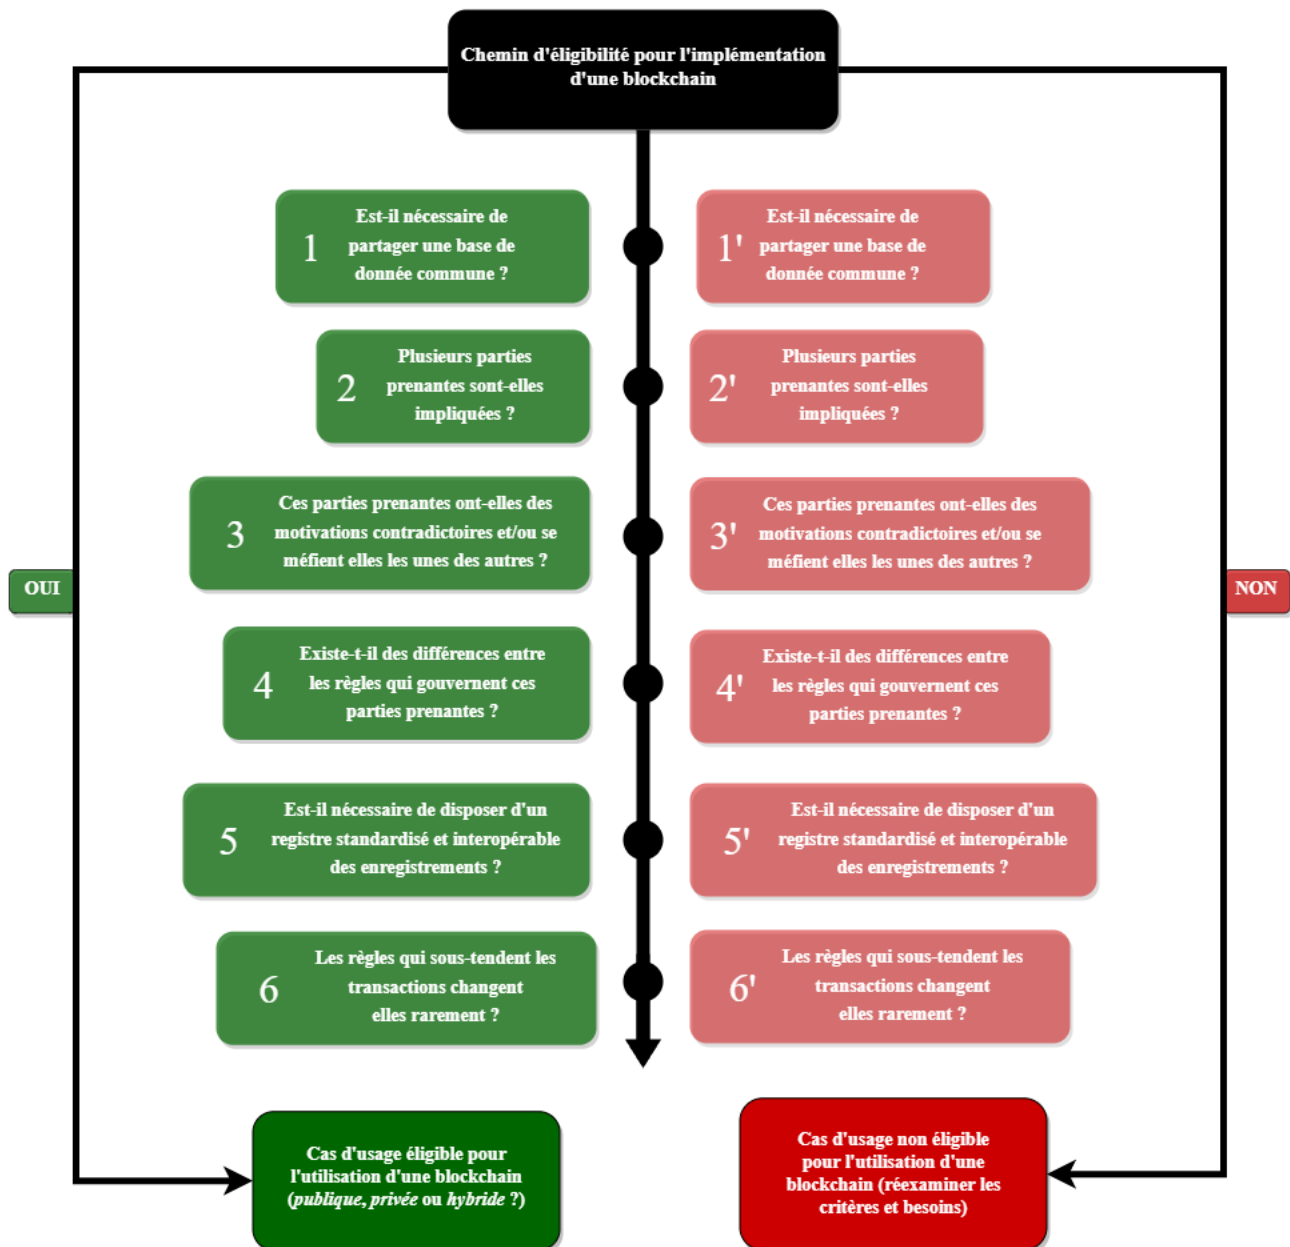 Chemin d'éligibilité pour l'implémentation
d'une blockchain
1
Est-il nécessaire de
partager une base de
donnée commune ?
1'
Est-il nécessaire de
partager une base de
donnée commune ?
2
Plusieurs parties
prenantes sont-elles
impliquées ?
2'
Plusieurs parties
prenantes sont-elles
impliquées ?
3
Ces parties prenantes ont-elles des
motivations contradictoires et/ou se
méfient elles les unes des autres ?
3'
Ces parties prenantes ont-elles des
motivations contradictoires et/ou se
méfient elles les unes des autres ?
OUI
NON
4
Existe-t-il des différences entre
les règles qui gouvernent ces
parties prenantes ?
4'
Existe-t-il des différences entre
les règles qui gouvernent ces
parties prenantes ?
5
Est-il nécessaire de disposer d'un
registre standardisé et interopérable
des enregistrements ?
5'
Est-il nécessaire de disposer d'un
registre standardisé et interopérable
des enregistrements ?
6
Les règles qui sous-tendent les
transactions changent
elles rarement ?
6'
Les règles qui sous-tendent les
transactions changent
elles rarement ?
Cas d'usage éligible pour
l'utilisation d'une blockchain
(publique, privée ou hybride ?)
Cas d'usage non éligible
pour l'utilisation d'une
blockchain (réexaminer les
critères et besoins)